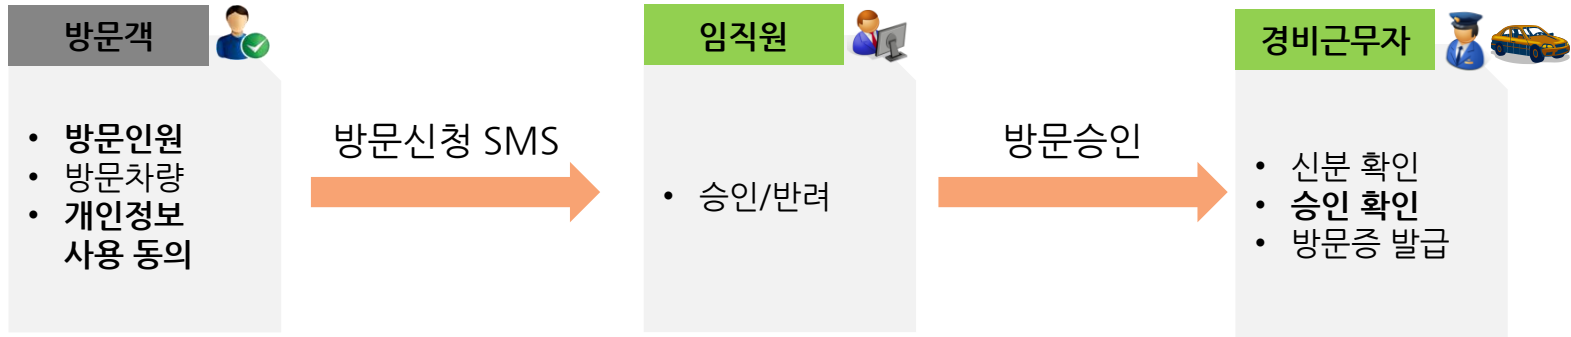 방문객
• 방문인원
• 방문차량
• 개인정보
사용 동의
방문신청 SMS
임직원
• 승인/반려
방문승인
경비근무자
• 신분 확인
• 승인 확인
• 방문증 발급